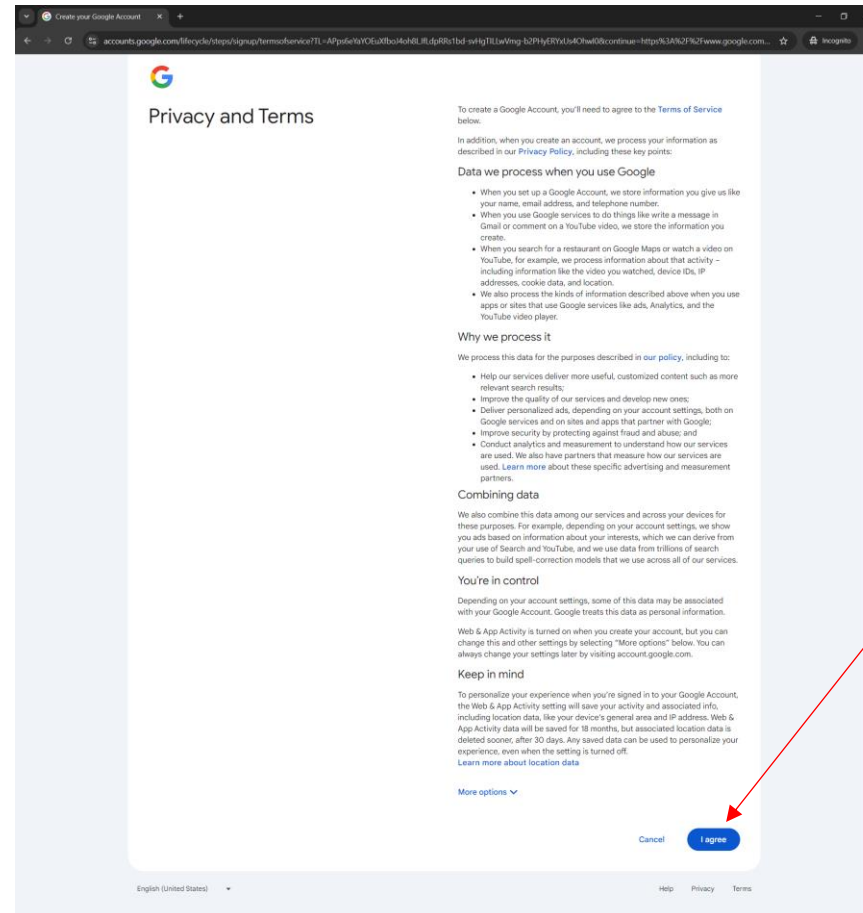 Create your Google Account
accounts.google.com/lifecycle/steps/signup/termsofservice?TL=
Incognito
Privacy and Terms
To create a Google Account, you'll need to agree to the Terms of Service
below.
In addition, when you create an account, we process your information as
described in our Privacy Policy, including these key points:
Data we process when you use Google
• When you set up a Google Account, we store information you give us like
your name, email address, and telephone number.
• When you use Google services to do things like write a message in
Gmail or comment on a YouTube video, we store the information you
create.
• When you search for a restaurant on Google Maps or watch a video on
YouTube, for example, we process information about that activity –
including information like the video you watched, device IDs, IP
addresses, cookie data, and location.
• We also process the kinds of information described above when you use
apps or sites that use Google services like ads, Analytics, and the
YouTube video player.
Why we process it
We process this data for the purposes described in our policy, including to:
• Help our services deliver more useful, customized content such as more
relevant search results;
• Improve the quality of our services and develop new ones;
• Deliver personalized ads, depending on your account settings, both on
Google services and on sites and apps that partner with Google;
• Improve security by protecting against fraud and abuse; and
• Conduct analytics and measurement to understand how our services
are used. We also have partners that measure how our services are
used. Learn more about these specific advertising and measurement
partners.
Combining data
We also combine this data among our services and across your devices for
these purposes. For example, depending on your account settings, we show
you ads based on information about your interests, which we can derive from
your use of Search and YouTube, and we use data from trillions of search
queries to build spell-correction models that we use across all of our services.
You're in control
Depending on your account settings, some of this data may be associated
with your Google Account. Google treats this data as personal information.
Web & App Activity is turned on when you create your account, but you can
change this and other settings by selecting "More options" below. You can
always change your settings later by visiting account.google.com.
Keep in mind
To personalize your experience when you're signed in to your Google Account,
the Web & App Activity setting will save your activity and associated info,
including location data, like your device's general area and IP address. Web &
App Activity data will be saved for 18 months, but associated location data is
deleted sooner, after 30 days. Any saved data can be used to personalize your
experience, even when the setting is turned off.
Learn more about location data
More options
Cancel I agree
English (United States) Help Privacy Terms